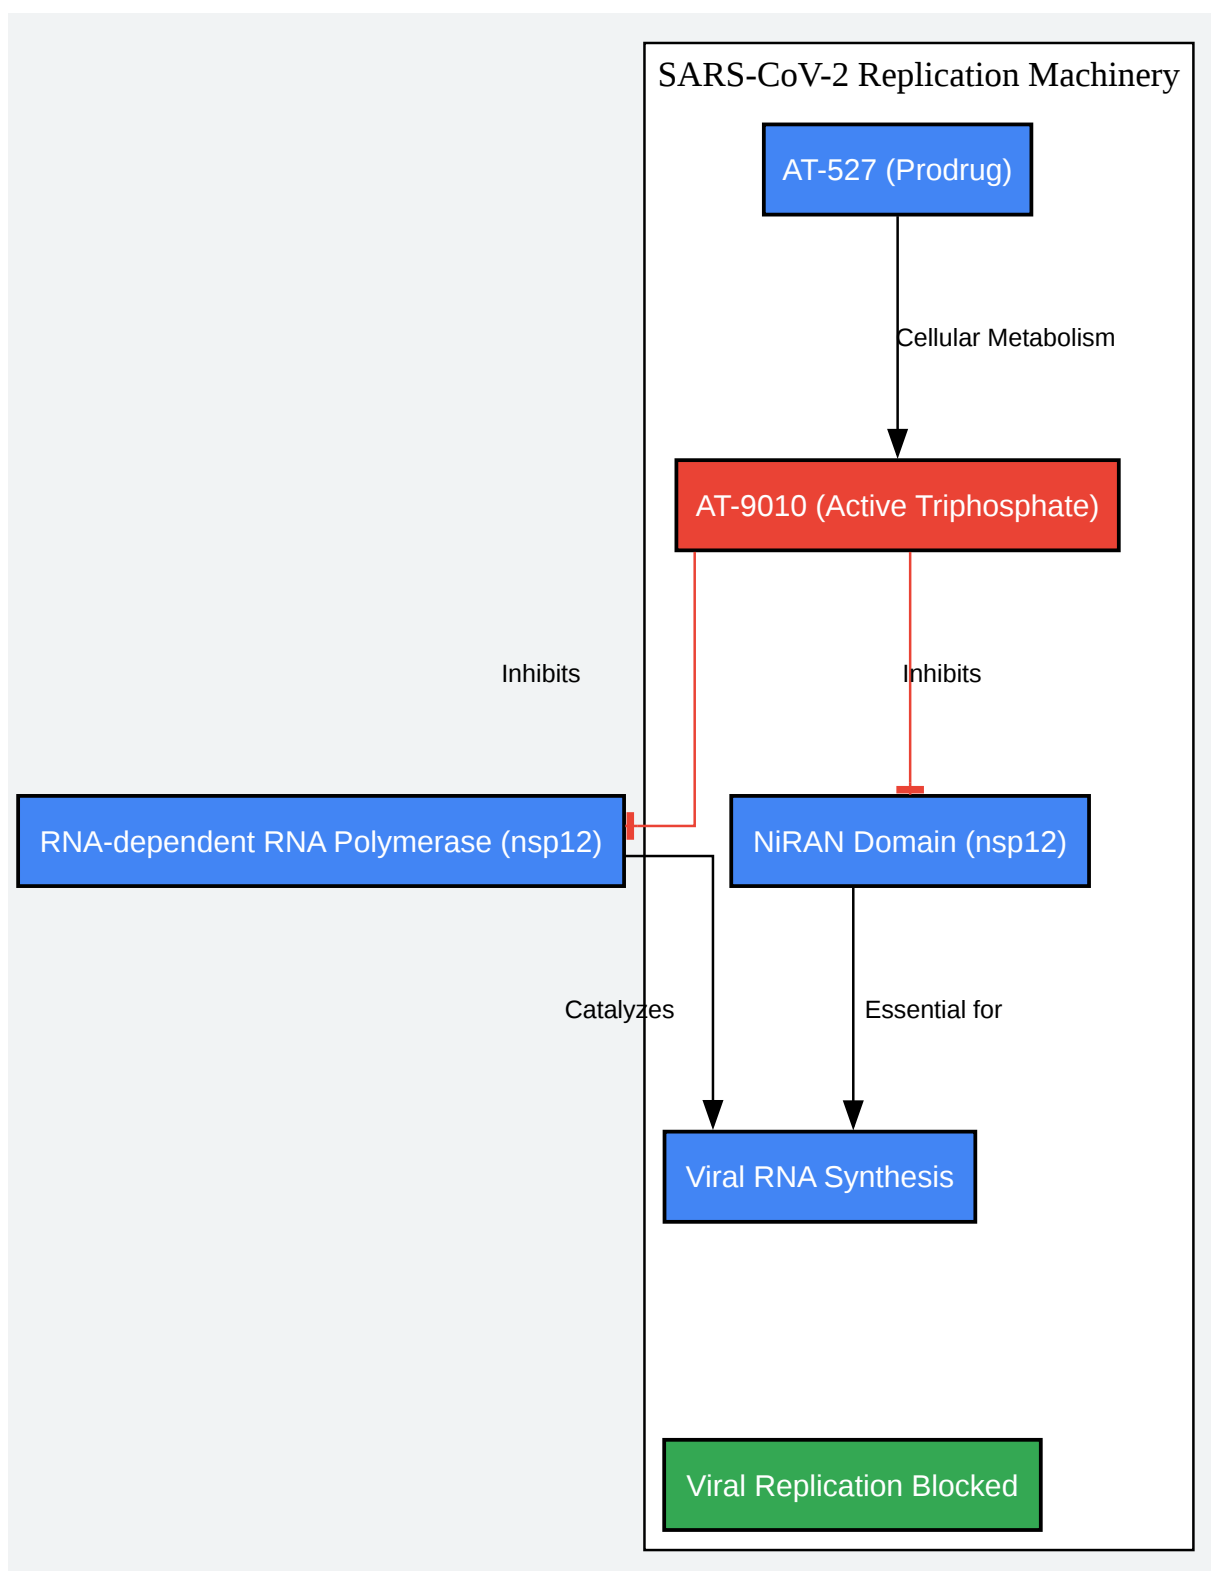 SARS-CoV-2 Replication Machinery
AT-527 (Prodrug)
Cellular Metabolism
AT-9010 (Active Triphosphate)
Inhibits
Inhibits
RNA-dependent RNA Polymerase (nsp12)
NiRAN Domain (nsp12)
Catalyzes
Essential for
Viral RNA Synthesis
Viral Replication Blocked